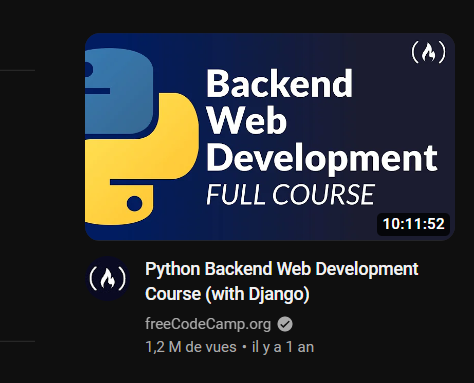 Backend
Web
Development
FULL COURSE
10:11:52
Python Backend Web Development
Course (with Django)
freeCodeCamp.org
1,2 M de vues • il y a 1 an